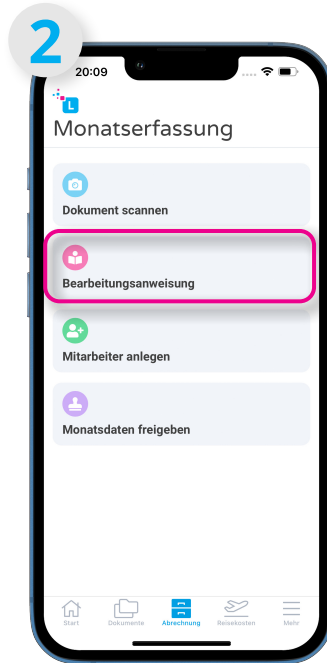 2
20:09
L
Monatserfassung
Dokument scannen
Bearbeitungsanweisung
Mitarbeiter anlegen
Monatsdaten freigeben
Start Dokumente Abrechnung Reisekosten Mehr